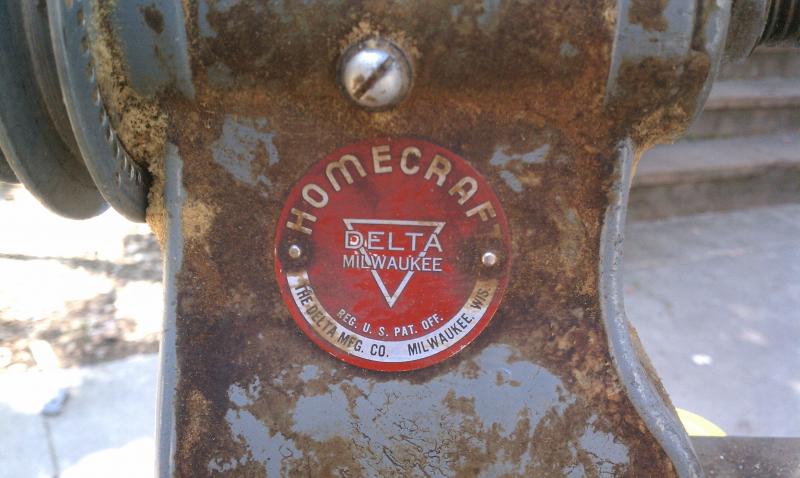 HOMECRAFT
DELTA
MILWAUKEE
REG. U. S. PAT. OFF.
THE DELTA MFG. CO. MILWAUKEE. WIS.